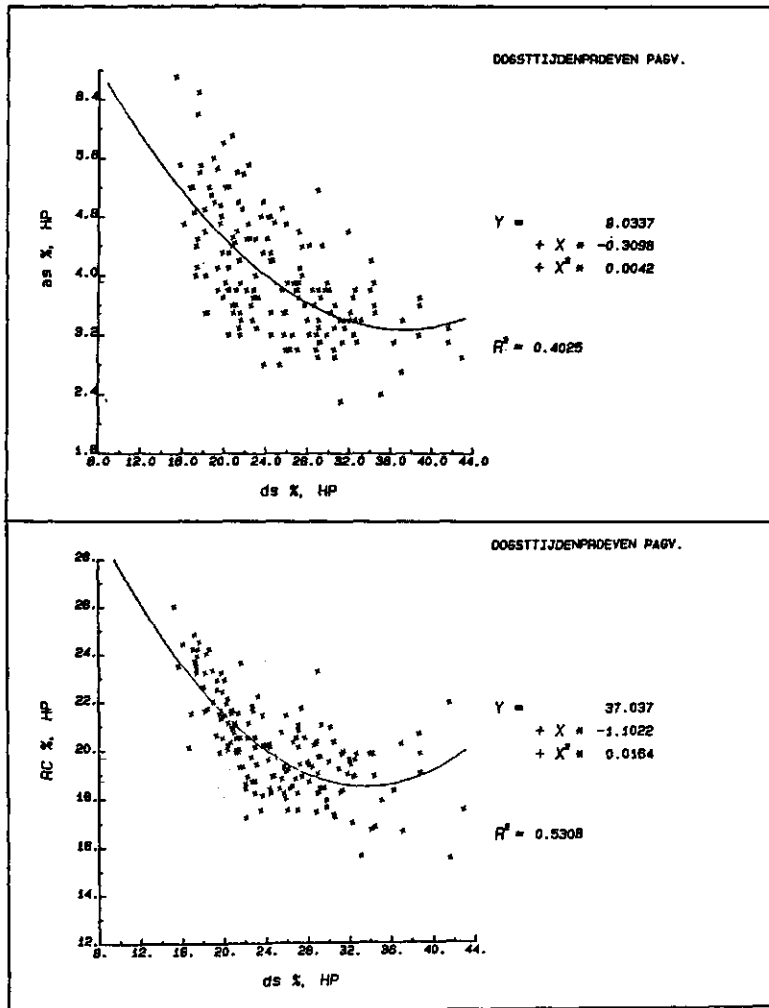 OOGSTTIJDENPROEVEN PAGV.
as %, HP
6.4
5.6
4.8
4.0
3.2
2.4
1.6
8.0 12.0 16.0 20.0 24.0 28.0 32.0 36.0 40.0 44.0
ds %, HP
Y = 9.0337
+ X * -0.3098
+ X² * 0.0042
R² = 0.4025
OOGSTTIJDENPROEVEN PAGV.
RC %, HP
28.
26.
24.
22.
20.
18.
16.
14.
12.
8. 12. 16. 20. 24. 28. 32. 36. 40. 44.
ds %, HP
Y = 37.037
+ X * -1.1022
+ X² * 0.0164
R² = 0.5308